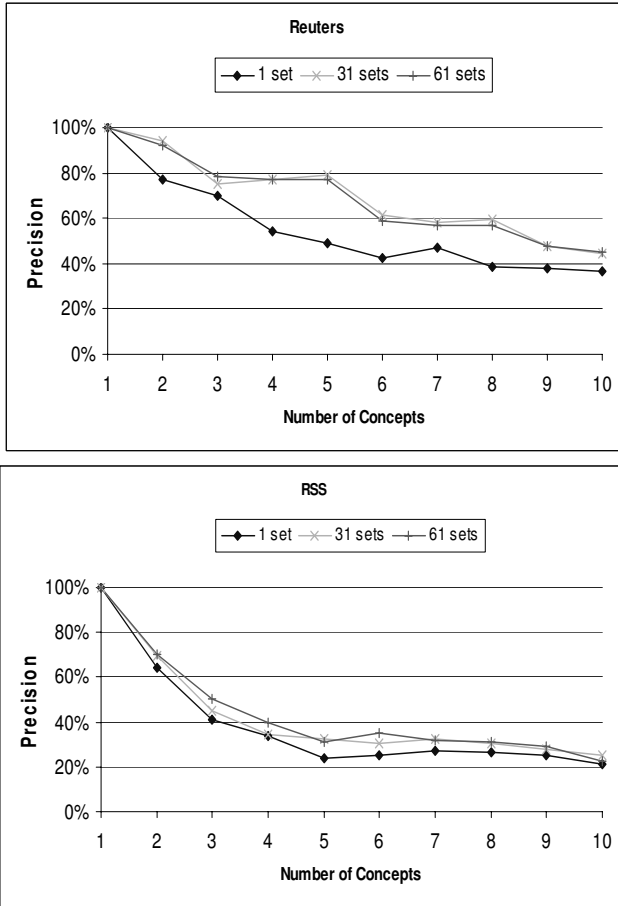 Reuters
1 set 31 sets 61 sets
100%
80%
60%
40%
20%
0%
Precision
1 2 3 4 5 6 7 8 9 10
Number of Concepts
RSS
1 set 31 sets 61 sets
100%
80%
60%
40%
20%
0%
Precision
1 2 3 4 5 6 7 8 9 10
Number of Concepts